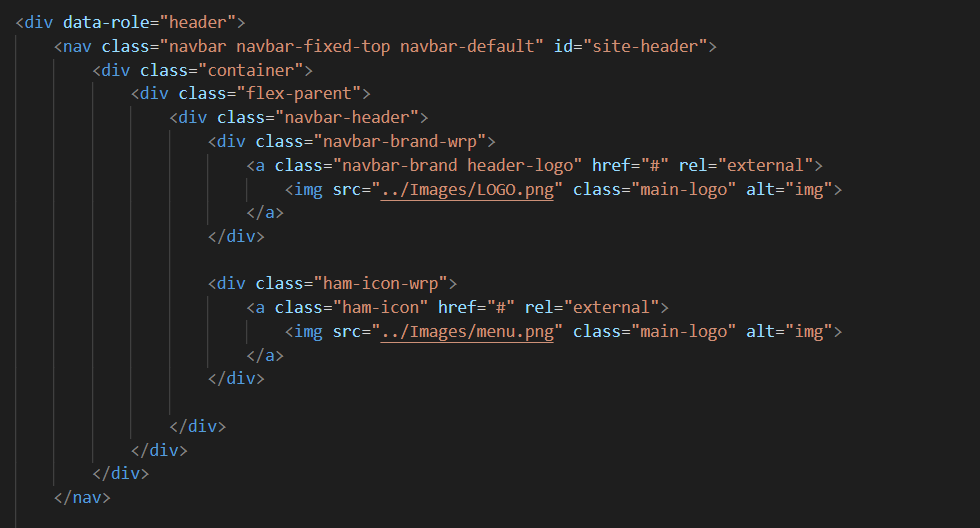 <div data-role="header">
<nav class="navbar navbar-fixed-top navbar-default" id="site-header">
<div class="container">
<div class="flex-parent">
<div class="navbar-header">
<div class="navbar-brand-wrp">
<a class="navbar-brand header-logo" href="#" rel="external">
<img src="../Images/LOGO.png" class="main-logo" alt="img">
</a>
</div>
<div class="ham-icon-wrp">
<a class="ham-icon" href="#" rel="external">
<img src="../Images/menu.png" class="main-logo" alt="img">
</a>
</div>
</div>
</div>
</div>
</nav>